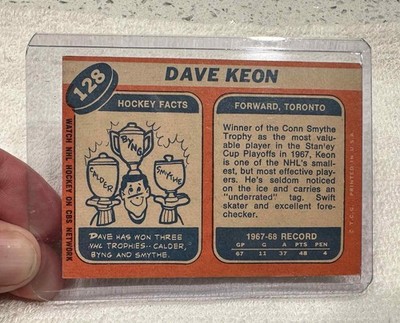 128
DAVE KEON
WATCH NHL HOCKEY ON CBS NETWORK
HOCKEY FACTS
CALDER
BYNG
SMYTHE
DAVE HAS WON THREE
NHL TROPHIES-- CALDER,
BYNG AND SMYTHE.
FORWARD, TORONTO
Winner of the Conn Smythe
Trophy as the most valu-
able player in the Stanley
Cup Playoffs in 1967, Keon
is one of the NHL's small-
est, but most effective play-
ers. He's seldom noticed
on the ice and carries an
"underrated" tag. Swift
skater and excellent fore-
checker.
1967-68 RECORD
GP G A PTS PEN
67 11 37 48 4
© T.C.G. PRINTED IN U.S.A.